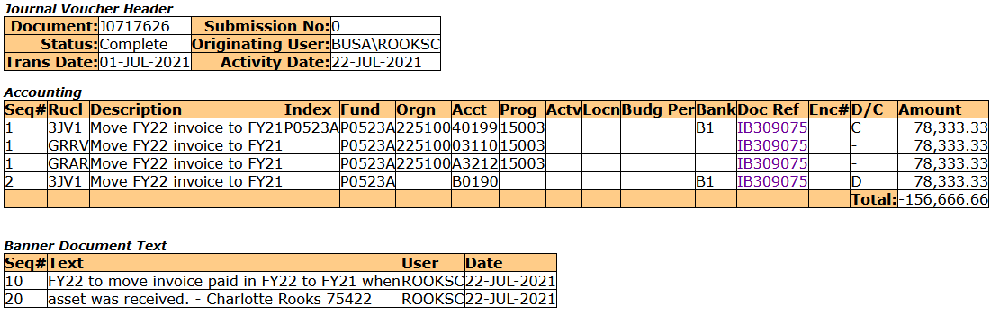 Journal Voucher Header
Document: J0717626 Submission No: 0
Status: Complete Originating User: BUSA\ROOKSC
Trans Date: 01-JUL-2021 Activity Date: 22-JUL-2021
Accounting
Seq# Rucl Description Index Fund Orgn Acct Prog Actv Locn Budg Per Bank Doc Ref Enc# D/C Amount
1 3JV1 Move FY22 invoice to FY21 P0523A P0523A 225100 40199 15003 B1 IB309075 C 78,333.33
1 GRRV Move FY22 invoice to FY21 P0523A 225100 03110 15003 IB309075 - 78,333.33
1 GRAR Move FY22 invoice to FY21 P0523A 225100 A3212 15003 IB309075 - 78,333.33
2 3JV1 Move FY22 invoice to FY21 P0523A B0190 B1 IB309075 D 78,333.33
Total: -156,666.66
Banner Document Text
Seq# Text User Date
10 FY22 to move invoice paid in FY22 to FY21 when ROOKSC 22-JUL-2021
20 asset was received. - Charlotte Rooks 75422 ROOKSC 22-JUL-2021